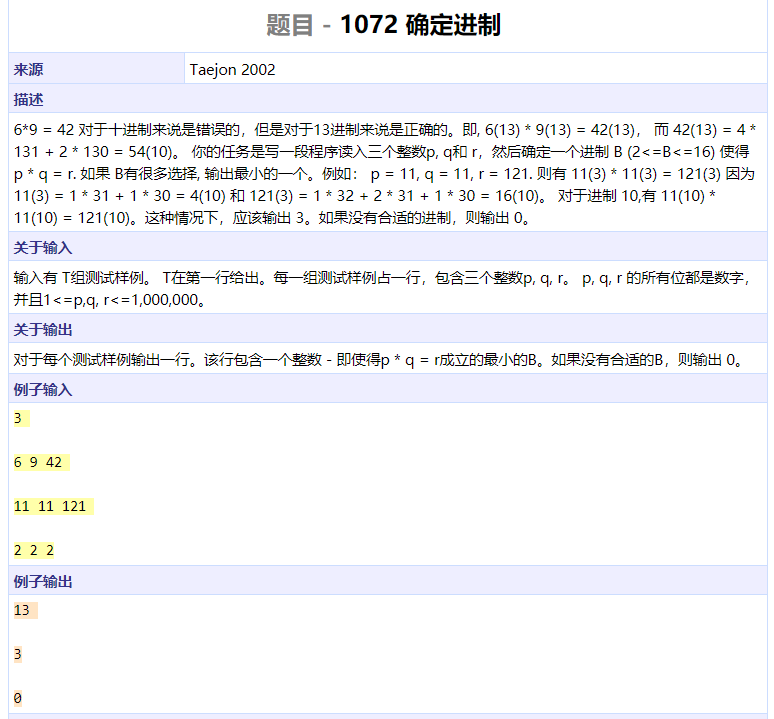 题目 - 1072 确定进制
来源 Taejon 2002
描述
6*9 = 42 对于十进制来说是错误的，但是对于13进制来说是正确的。即, 6(13) * 9(13) = 42(13)， 而 42(13) = 4 *
131 + 2 * 130 = 54(10)。 你的任务是写一段程序读入三个整数p, q和 r，然后确定一个进制 B (2<=B<=16) 使得
p * q = r. 如果 B有很多选择, 输出最小的一个。例如： p = 11, q = 11, r = 121. 则有 11(3) * 11(3) = 121(3) 因为
11(3) = 1 * 31 + 1 * 30 = 4(10) 和 121(3) = 1 * 32 + 2 * 31 + 1 * 30 = 16(10)。 对于进制 10,有 11(10) *
11(10) = 121(10)。这种情况下，应该输出 3。如果没有合适的进制，则输出 0。
关于输入
输入有 T组测试样例。 T在第一行给出。每一组测试样例占一行，包含三个整数p, q, r。 p, q, r 的所有位都是数字，
并且1<=p,q, r<=1,000,000。
关于输出
对于每个测试样例输出一行。该行包含一个整数 - 即使得p * q = r成立的最小的B。如果没有合适的B，则输出 0。
例子输入
3
6 9 42
11 11 121
2 2 2
例子输出
13
3
0